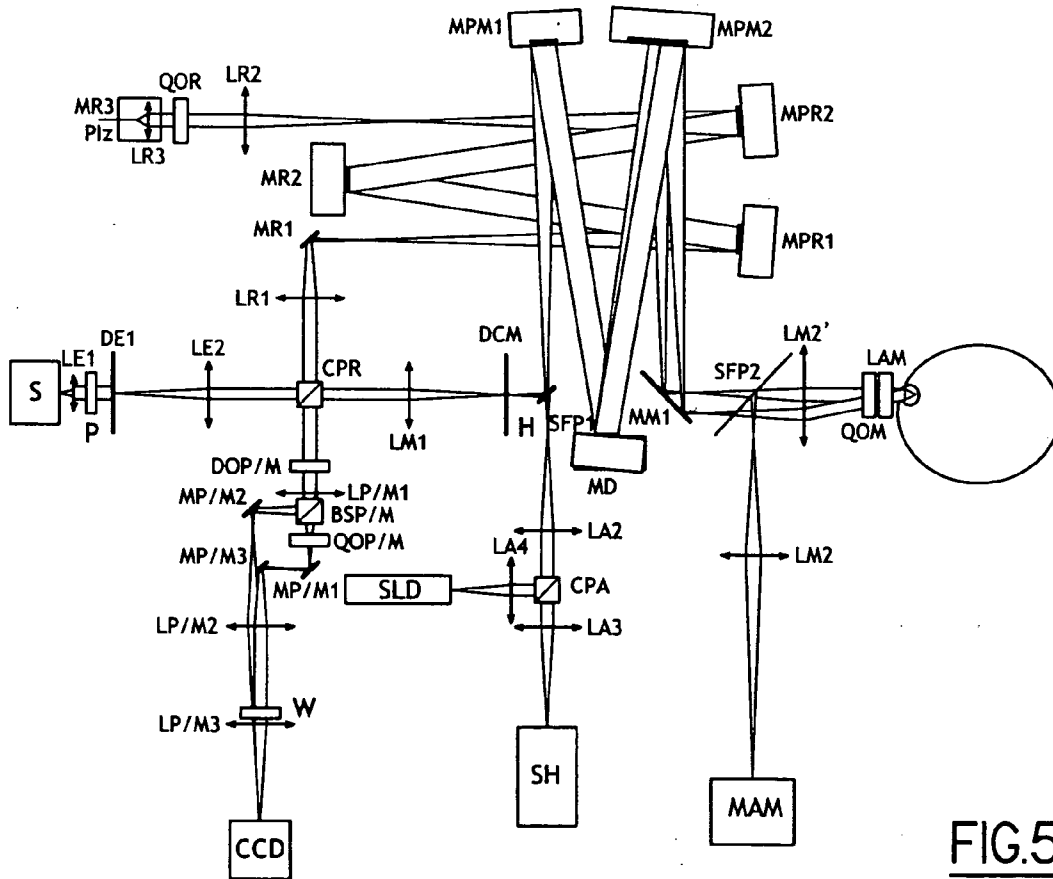 MPM1
MPM2
QOR
LR2
MR3
PIz
LR3
MPR2
MR2
MR1
MPR1
LR1
DE1
LE1
LE2
DCM
LM2'
S
CPR
SFP2
LAM
P
LM1
H
SFP1
MM1
QOM
DOP/M
MD
MP/M2
LP/M1
BSP/M
QOP/M
LA2
LA4
MP/M3
MP/M1
SLD
CPA
LM2
LP/M2
LA3
W
LP/M3
SH
MAM
CCD
FIG.5